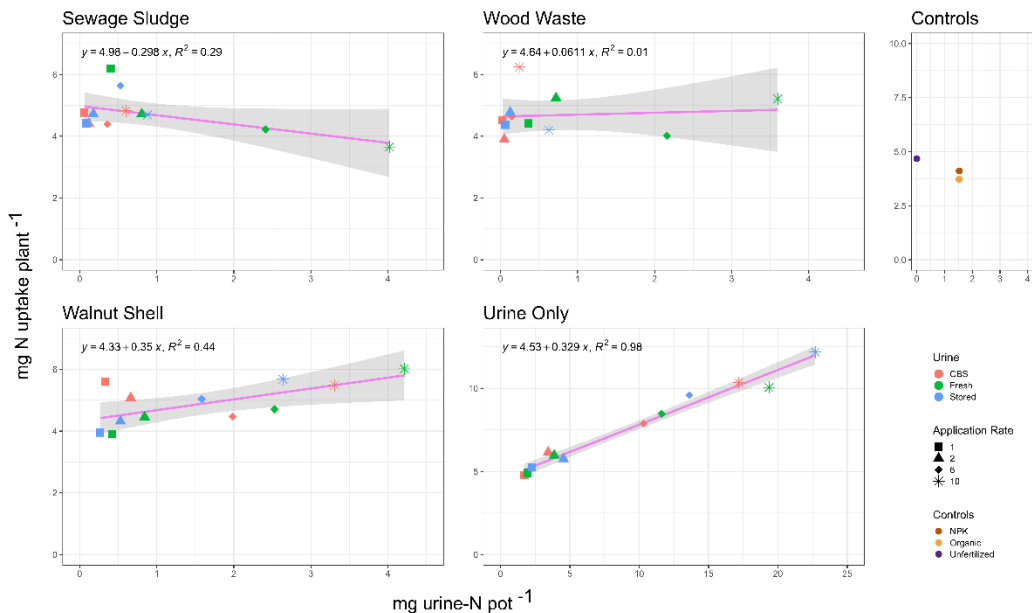 Sewage Sludge
y = 4.98 − 0.298 x, R² = 0.29
6
4
2
0
0 1 2 3 4
Wood Waste
y = 4.64 + 0.0611 x, R² = 0.01
6
4
2
0
0 1 2 3 4
Controls
10.0
7.5
5.0
2.5
0.0
0 1 2 3 4
mg N uptake plant ⁻¹
Walnut Shell
y = 4.33 + 0.35 x, R² = 0.44
6
4
2
0
0 1 2 3 4
Urine Only
y = 4.53 + 0.329 x, R² = 0.98
10
5
0
0 5 10 15 20 25
mg urine-N pot ⁻¹
Urine
CBS
Fresh
Stored
Application Rate
1
2
6
10
Controls
NPK
Organic
Unfertilized